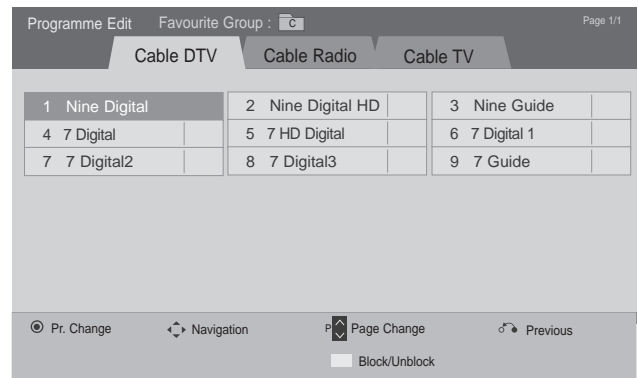 Programme Edit Favourite Group : C Page 1/1
Cable DTV Cable Radio Cable TV
1 Nine Digital 2 Nine Digital HD 3 Nine Guide
4 7 Digital 5 7 HD Digital 6 7 Digital 1
7 7 Digital2 8 7 Digital3 9 7 Guide
Pr. Change Navigation P Page Change Previous
Block/Unblock